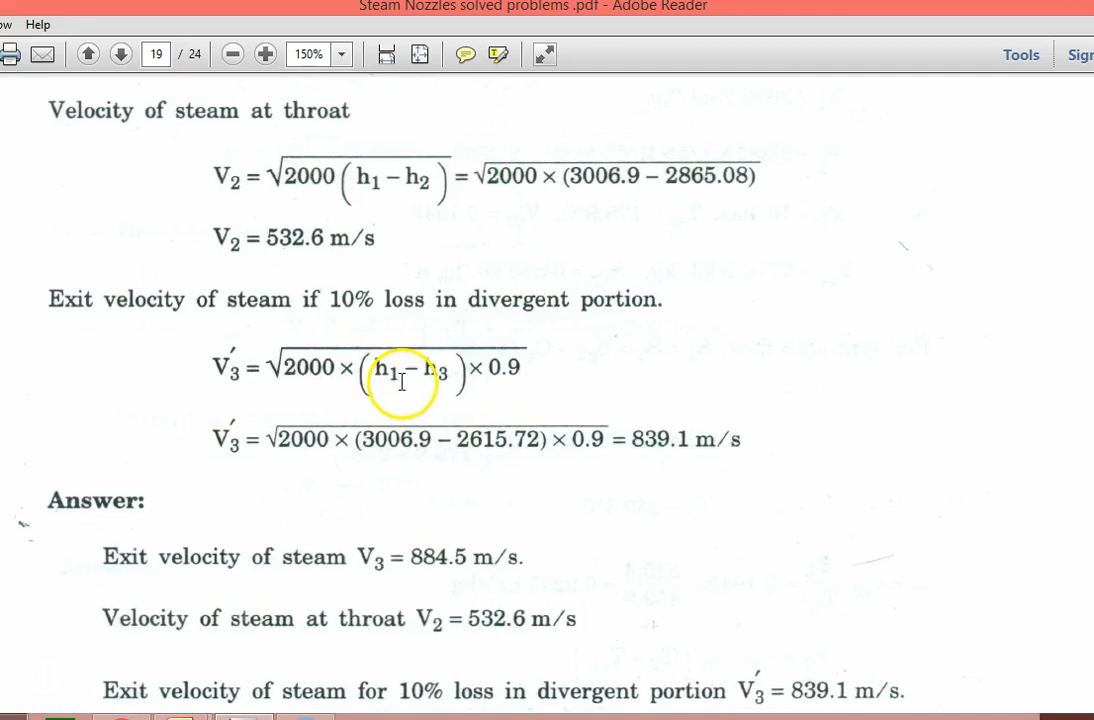 Steam Nozzles solved problems .pdf - Adobe Reader
ow Help
19 / 24 150% Tools Sign
Velocity of steam at throat
V₂ = √2000 ( h₁ – h₂ ) = √2000 × (3006.9 – 2865.08)
V₂ = 532.6 m/s
Exit velocity of steam if 10% loss in divergent portion.
V₃′ = √2000 × ( h₁ – h₃ ) × 0.9
V₃′ = √2000 × (3006.9 – 2615.72) × 0.9 = 839.1 m/s
Answer:
Exit velocity of steam V₃ = 884.5 m/s.
Velocity of steam at throat V₂ = 532.6 m/s
Exit velocity of steam for 10% loss in divergent portion V₃′ = 839.1 m/s.